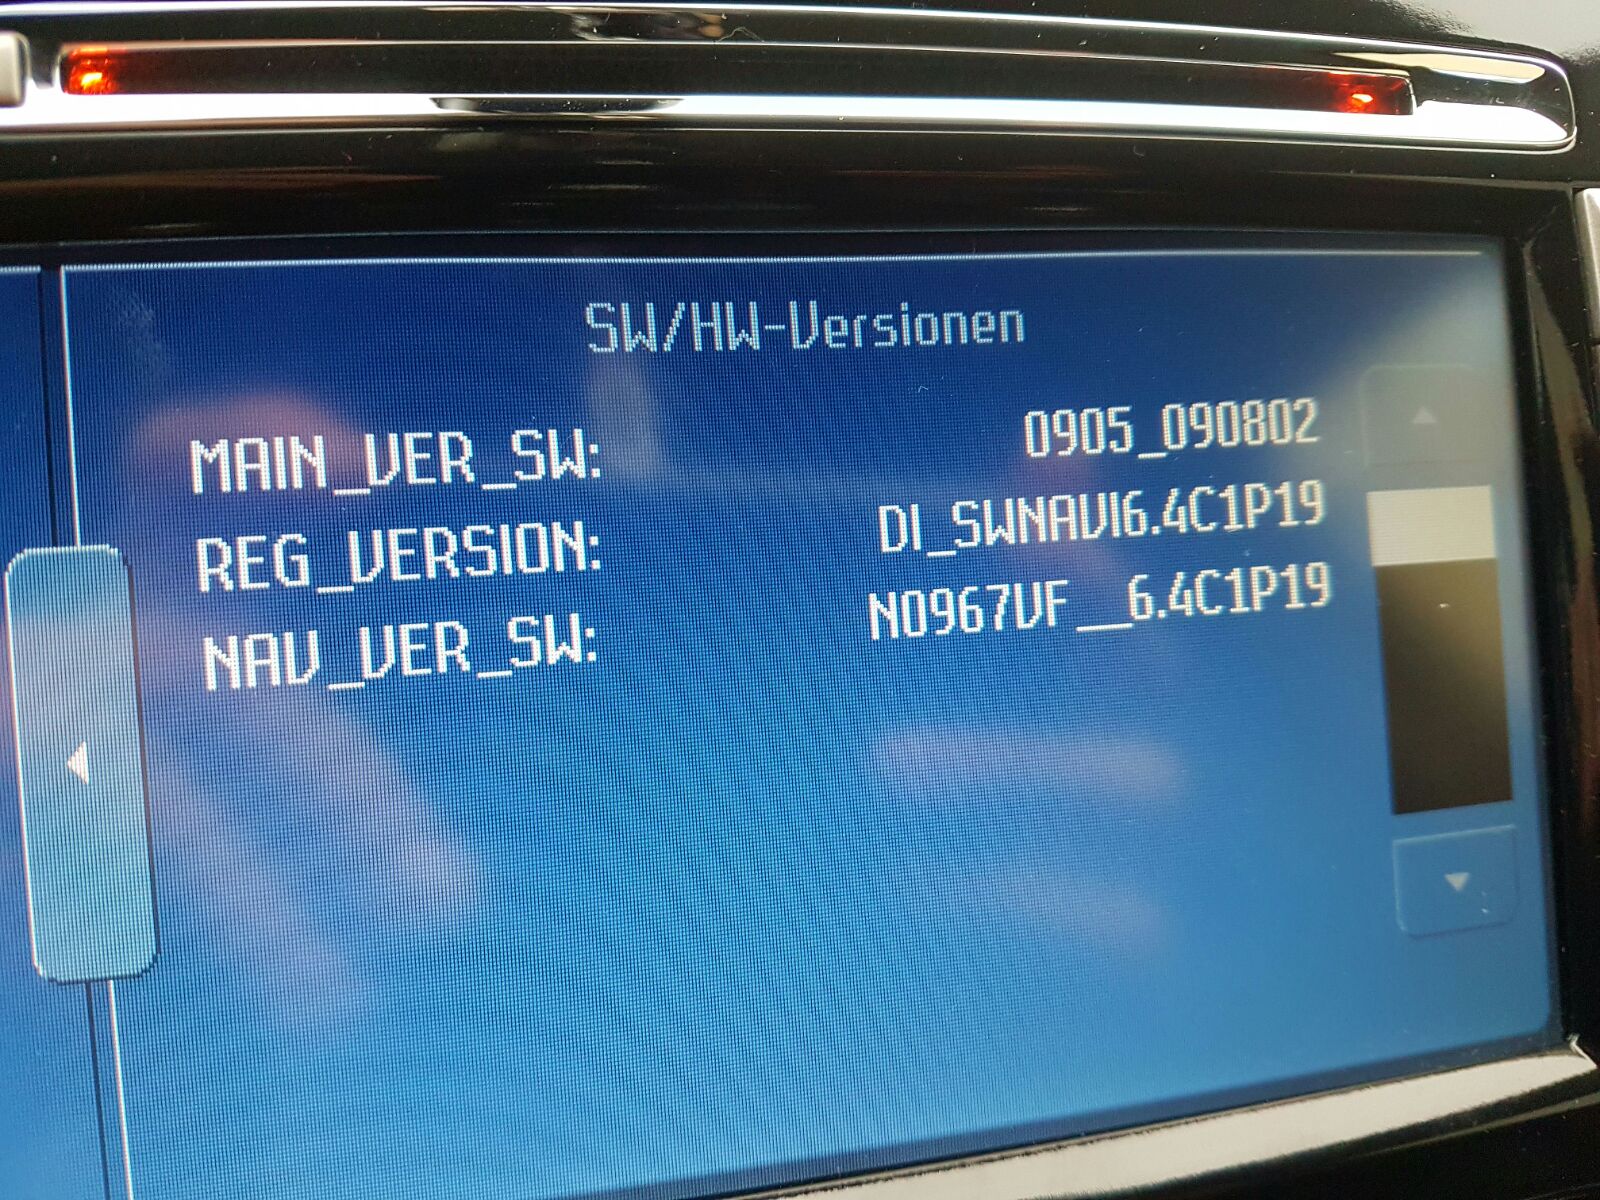 SW/HW-Versionen
MAIN_VER_SW: 0905_090802
REG_VERSION: DI_SWNAVI6.4C1P19
NAV_VER_SW: N0967VF__6.4C1P19